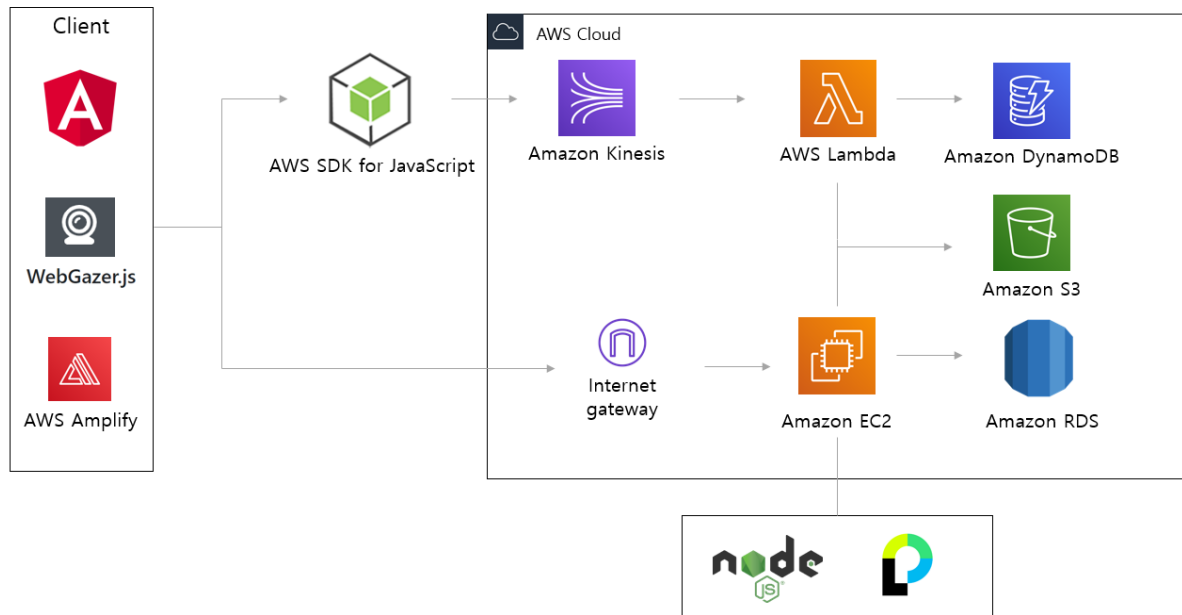 Client
AWS Cloud
A
AWS SDK for JavaScript
Amazon Kinesis
AWS Lambda
Amazon DynamoDB
WebGazer.js
Amazon S3
AWS Amplify
Internet
gateway
Amazon EC2
Amazon RDS
node
JS